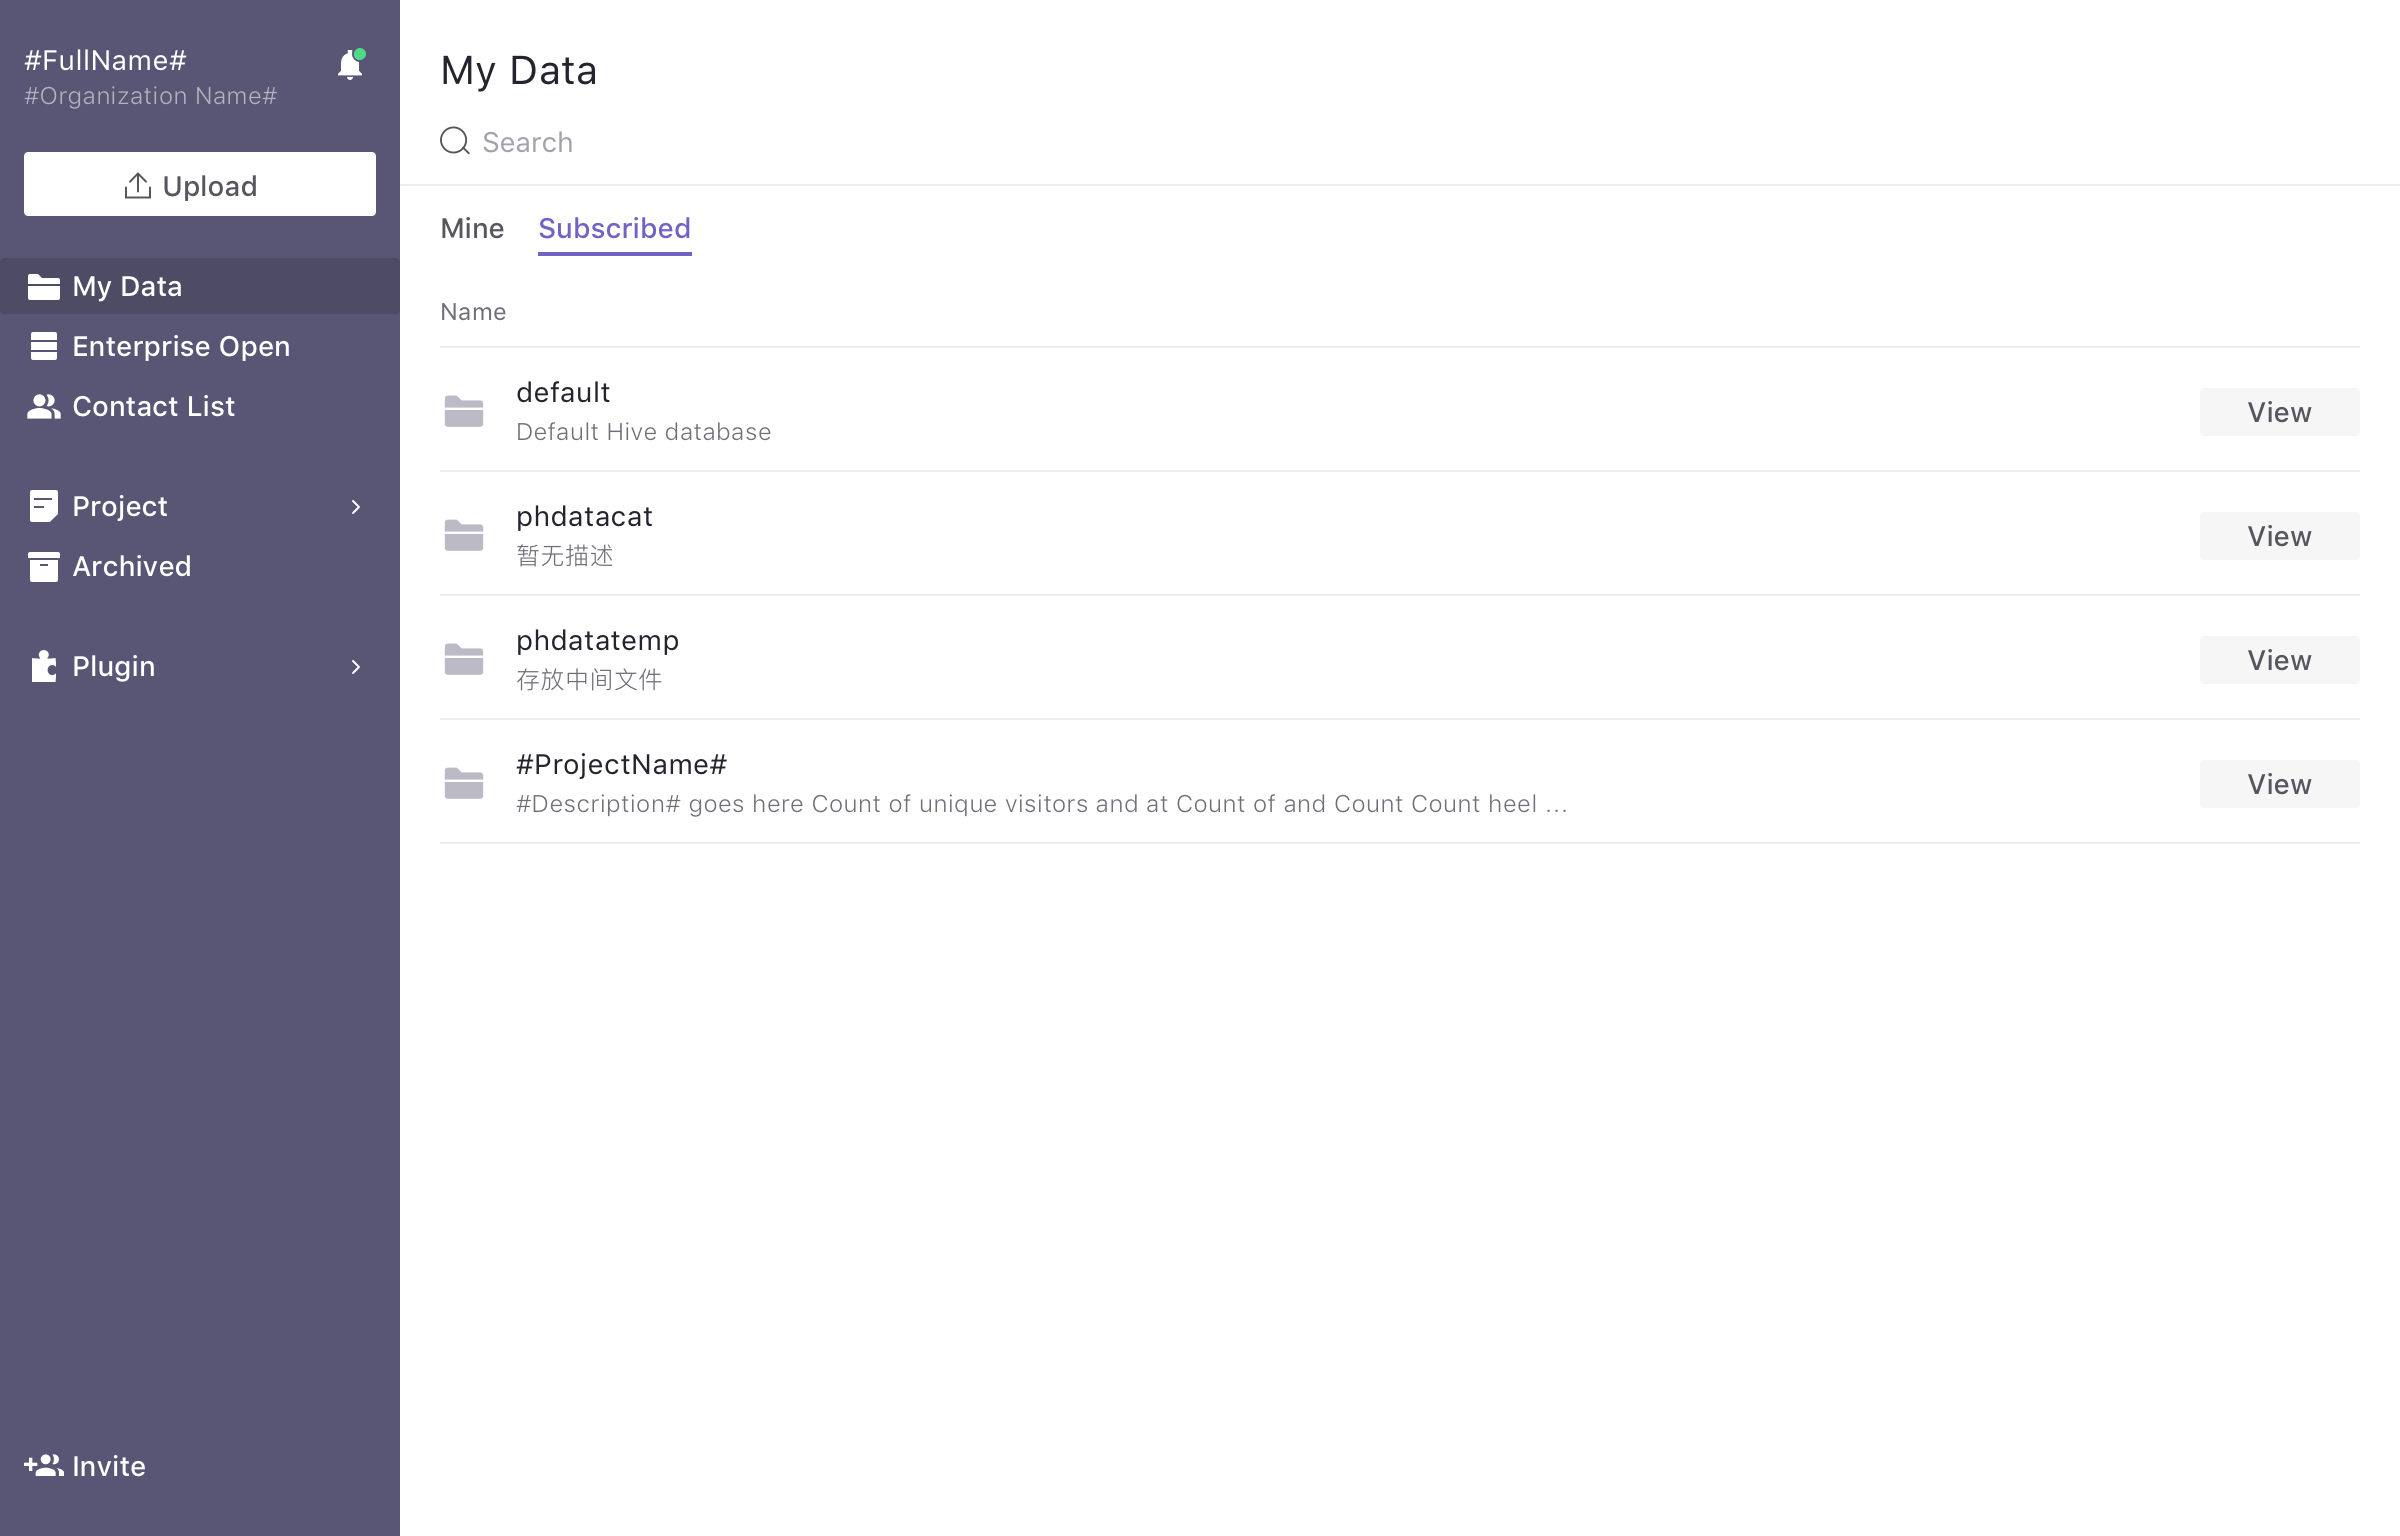 #FullName#
#Organization Name#
Upload
My Data
Enterprise Open
Contact List
Project
Archived
Plugin
Invite
My Data
Search
Mine
Subscribed
Name
default
Default Hive database
View
phdatacat
暂无描述
View
phdatatemp
存放中间文件
View
#ProjectName#
#Description# goes here Count of unique visitors and at Count of and Count Count heel ...
View